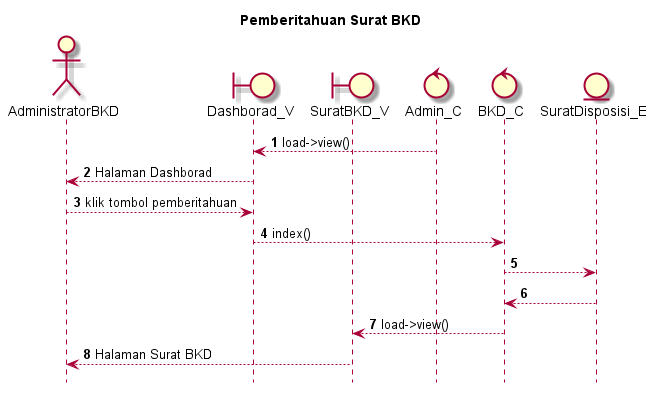 Pemberitahuan Surat BKD
AdministratorBKD
Dashborad_V
SuratBKD_V
Admin_C
BKD_C
SuratDisposisi_E
1 load->view()
2 Halaman Dashborad
3 klik tombol pemberitahuan
4 index()
5
6
7 load->view()
8 Halaman Surat BKD